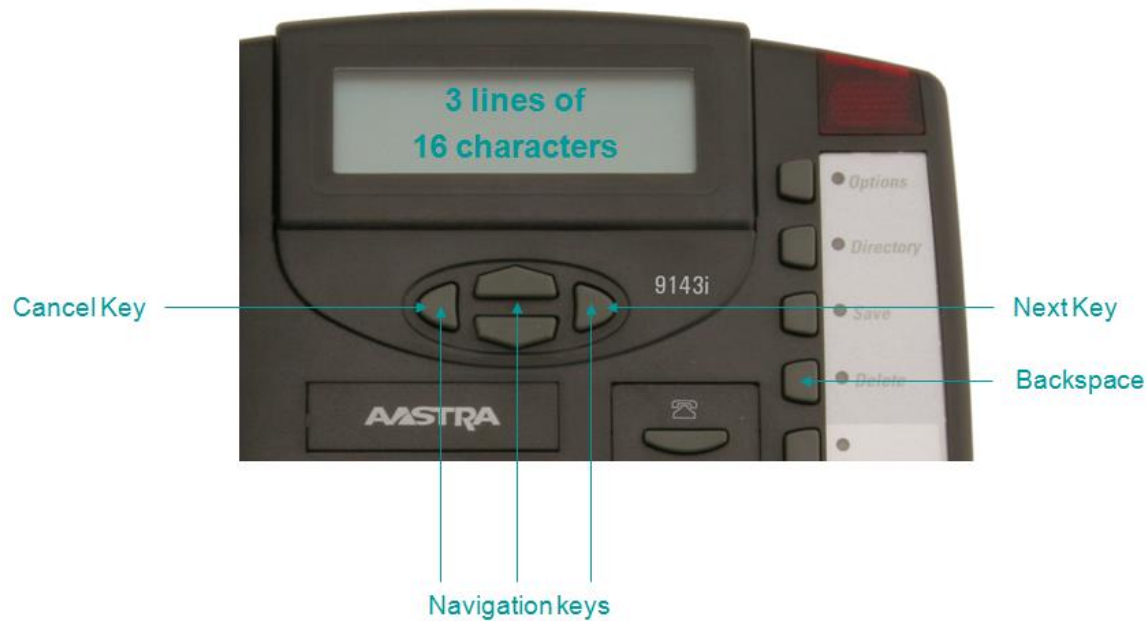 3 lines of
16 characters
Options
Directory
9143i
Cancel Key
Save
Next Key
Delete
Backspace
AASTRA
Navigation keys